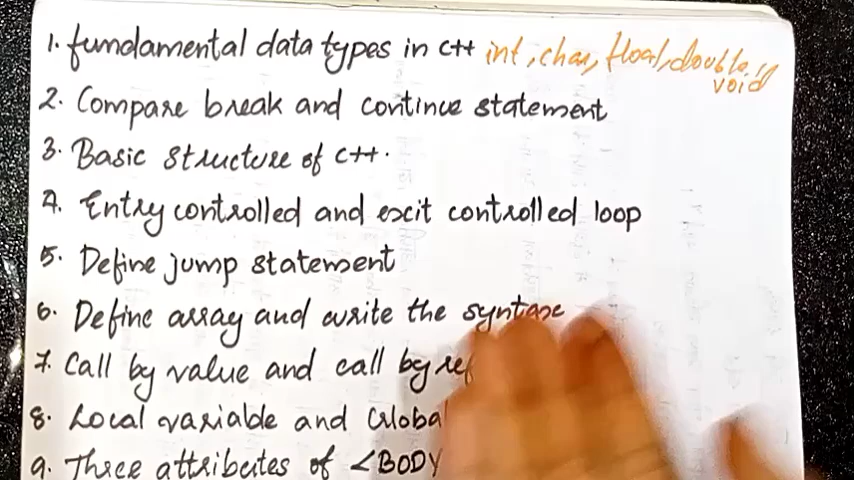 1. fundamental data types in C++ int, char, float, double,
void
2. Compare break and continue statement
3. Basic structure of C++.
4. Entry controlled and exit controlled loop
5. Define jump statement
6. Define array and write the syntax
7. Call by value and call by
8. Local variable and
9. Three attributes of <BODY